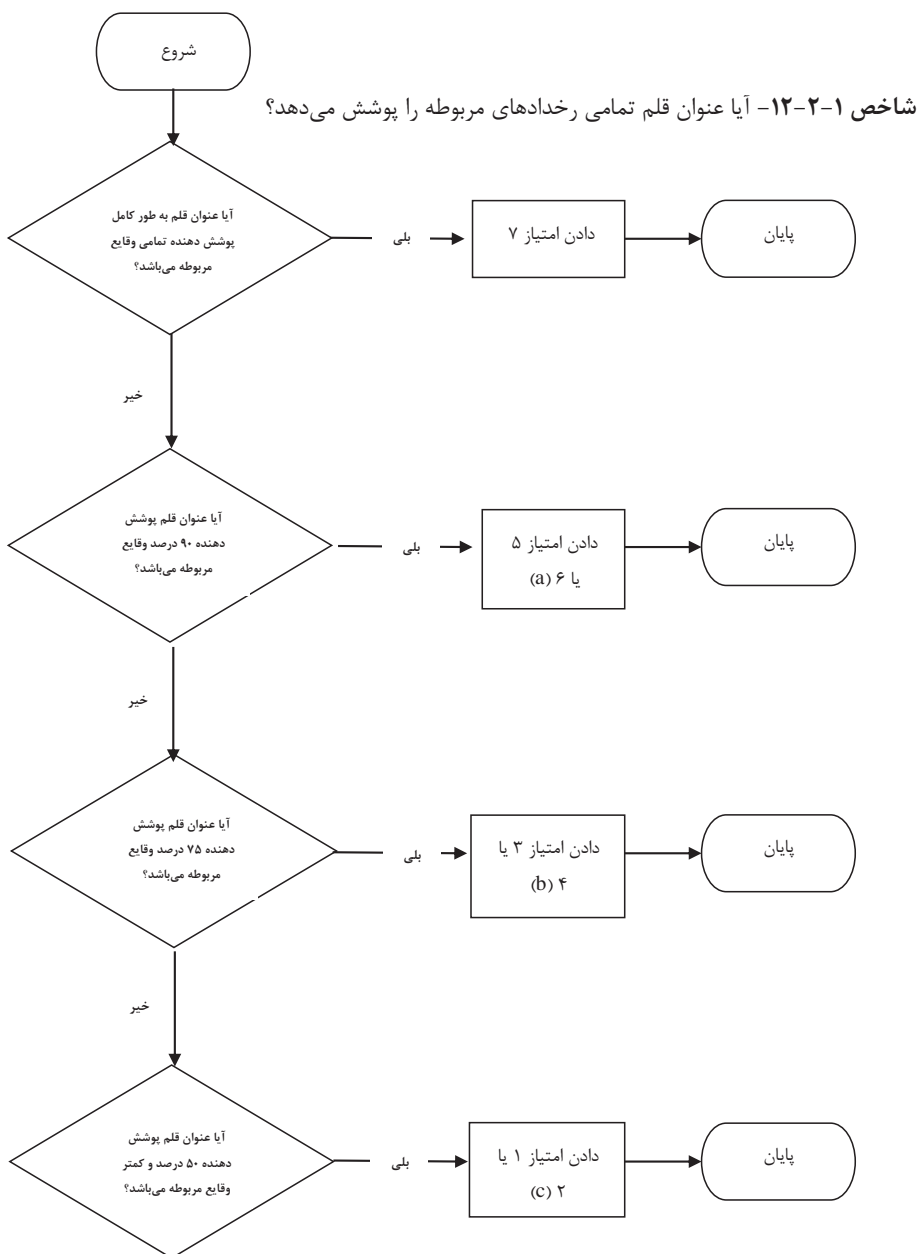 شروع
شاخص ۱-۲-۱۲- آیا عنوان قلم تمامی رخدادهای مربوطه را پوشش می‌دهد؟
آیا عنوان قلم به طور کامل
پوشش دهنده تمامی وقایع
مربوطه می‌باشد؟
بلی
دادن امتیاز ۷
پایان
خیر
آیا عنوان قلم پوشش
دهنده ۹۰ درصد وقایع
مربوطه می‌باشد؟
بلی
دادن امتیاز ۵
یا ۶ (a)
پایان
خیر
آیا عنوان قلم پوشش
دهنده ۷۵ درصد وقایع
مربوطه می‌باشد؟
بلی
دادن امتیاز ۳ یا
۴ (b)
پایان
خیر
آیا عنوان قلم پوشش
دهنده ۵۰ درصد و کمتر
وقایع مربوطه می‌باشد؟
بلی
دادن امتیاز ۱ یا
۲ (c)
پایان